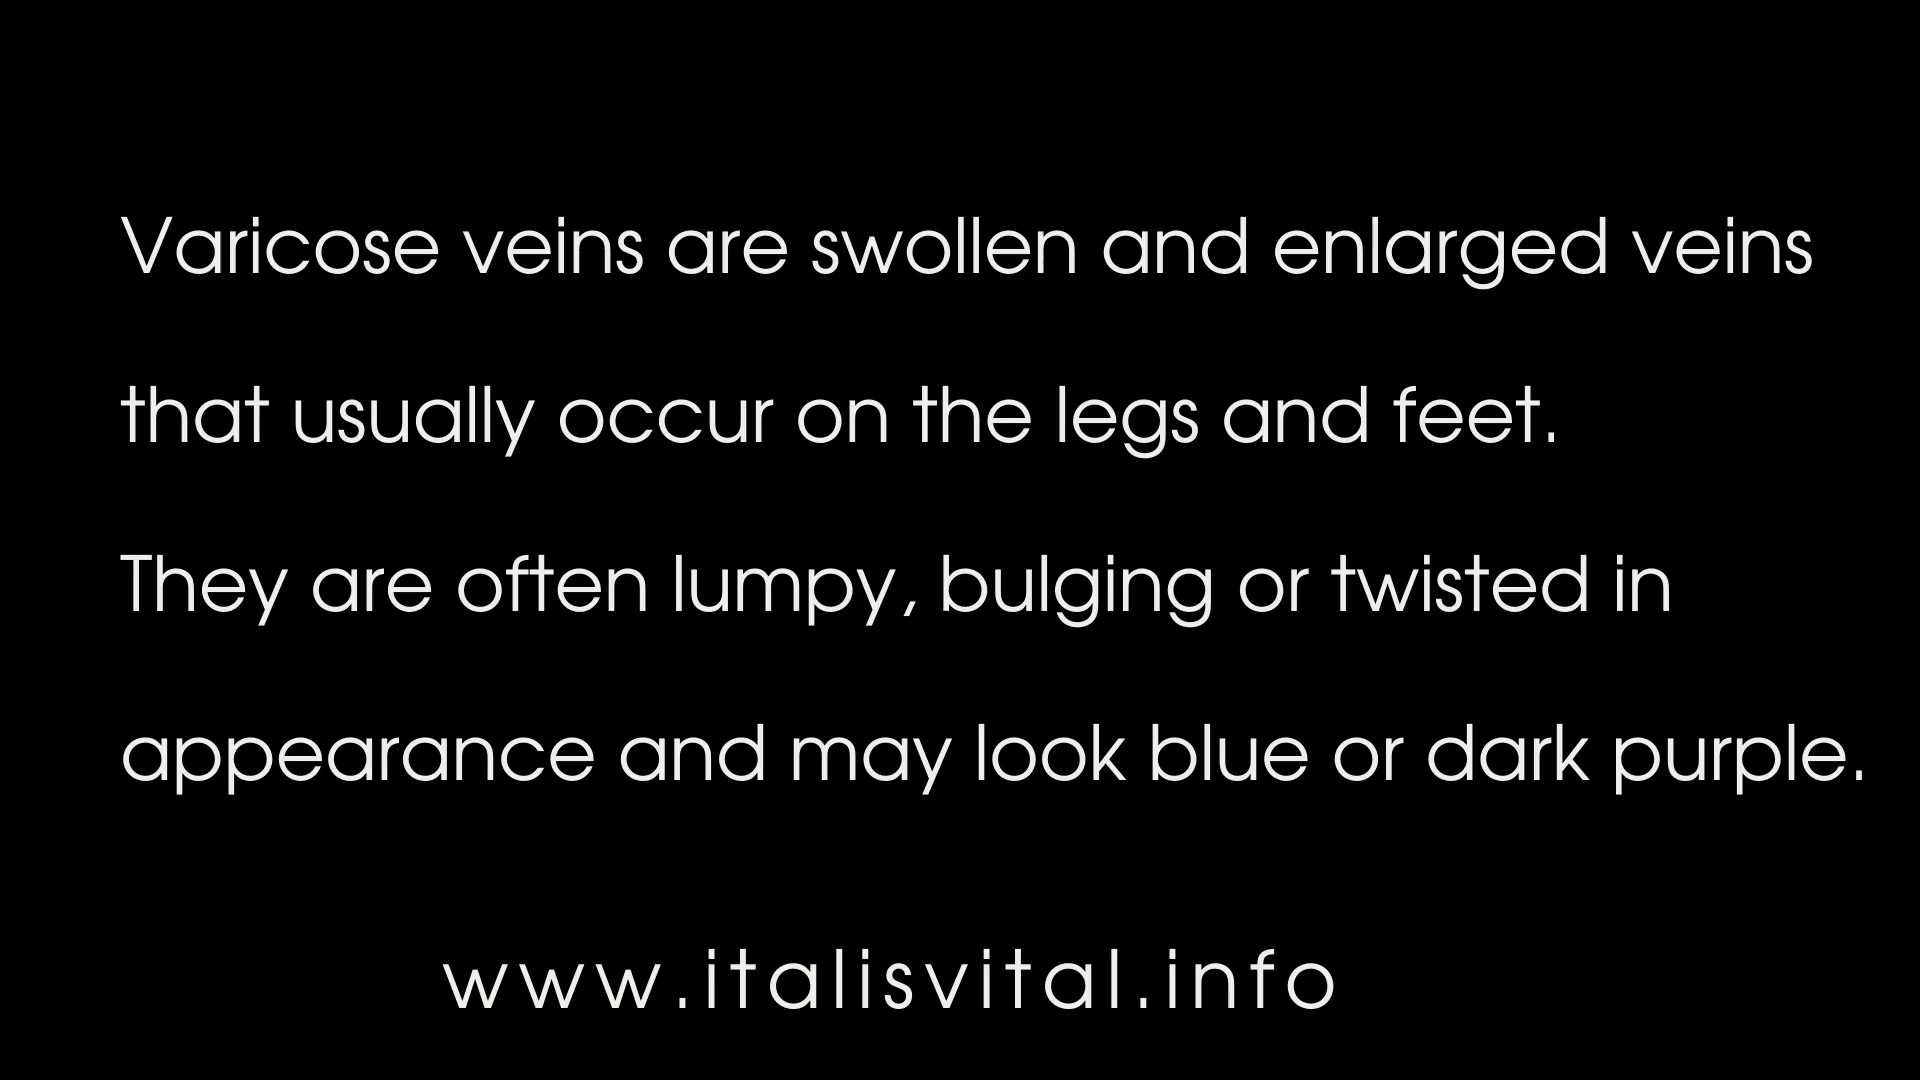 Varicose veins are swollen and enlarged veins
that usually occur on the legs and feet.
They are often lumpy, bulging or twisted in
appearance and may look blue or dark purple.
www.italisvital.info